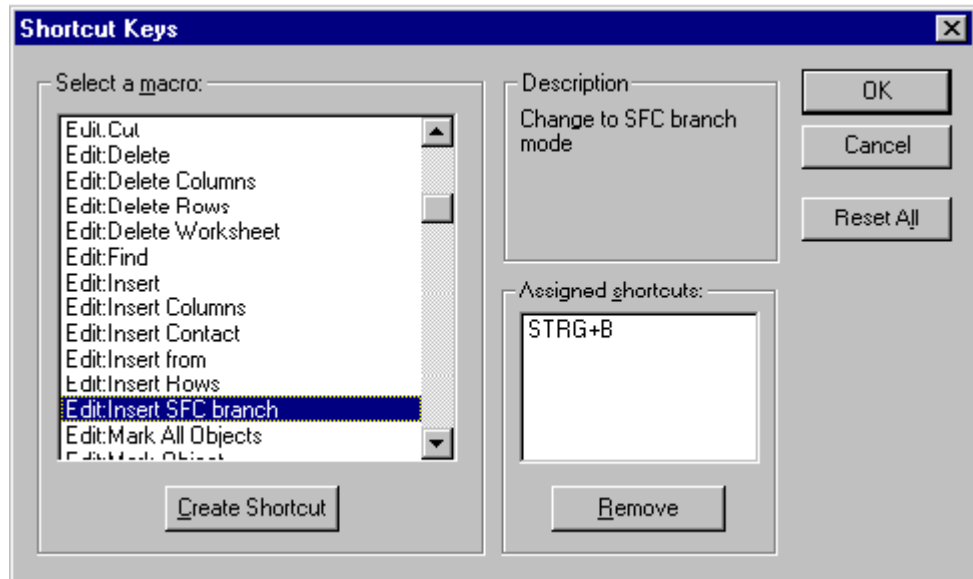 Shortcut Keys
Select a macro:
Edit:Cut
Edit:Delete
Edit:Delete Columns
Edit:Delete Rows
Edit:Delete Worksheet
Edit:Find
Edit:Insert
Edit:Insert Columns
Edit:Insert Contact
Edit:Insert from
Edit:Insert Rows
Edit:Insert SFC branch
Edit:Mark All Objects
Edit:Mark Object
Create Shortcut
Description
Change to SFC branch
mode
Assigned shortcuts:
STRG+B
Remove
OK
Cancel
Reset All